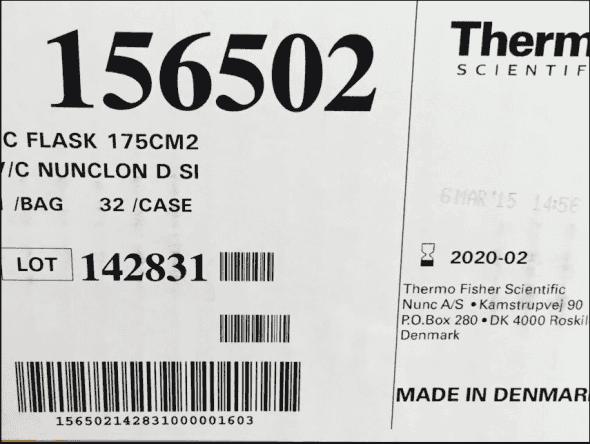 156502
C FLASK 175CM2
/C NUNCLON D SI
/BAG 32 /CASE
LOT 142831
156502142831000001603
Therm
SCIENTIF
6 MAR '15 14:56
2020-02
Thermo Fisher Scientific
Nunc A/S • Kamstrupvej 90
P.O.Box 280 • DK 4000 Roskil
Denmark
MADE IN DENMAR